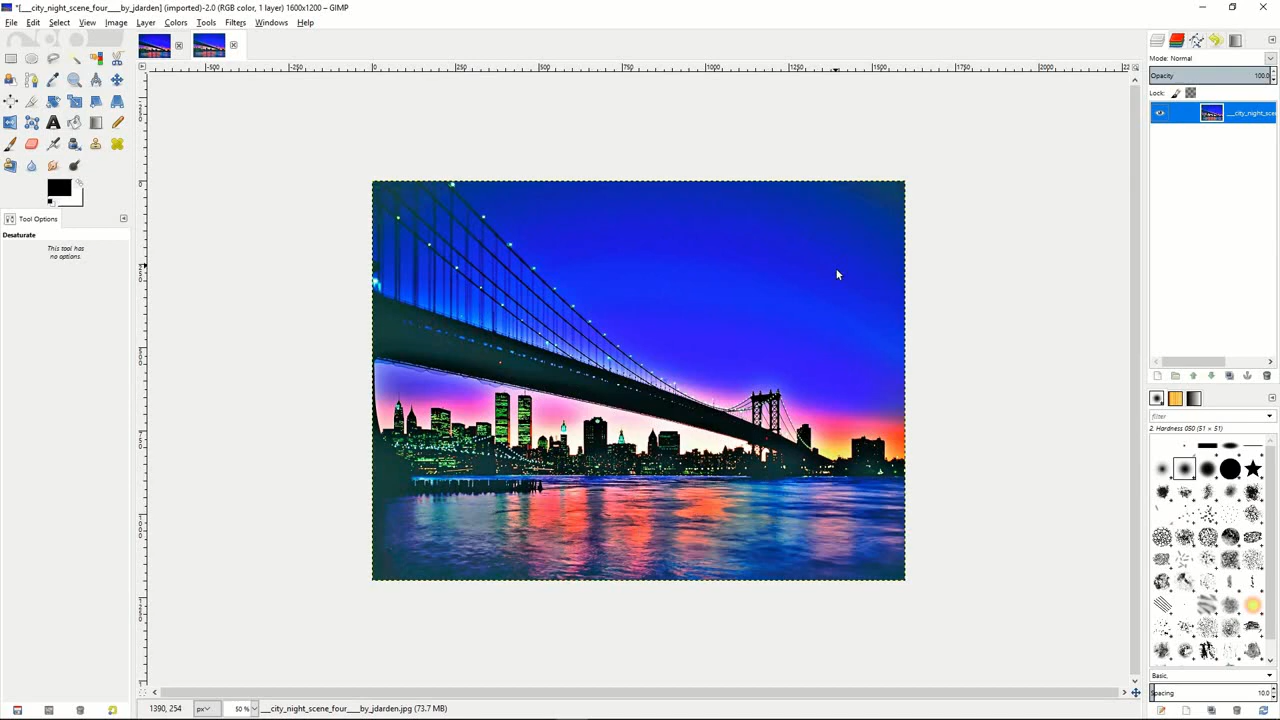 *[__city_night_scene_four___by_jdarden] (imported)-2.0 (RGB color, 1 layer) 1600x1200 – GIMP
File Edit Select View Image Layer Colors Tools Filters Windows Help
-500 -250 0 250 500 750 1000 1250 1500 1750 2000
Mode: Normal
Opacity 100.0
Lock:
__city_night_scen
Tool Options
Desaturate
This tool has
no options.
filter
2. Hardness 050 (51 × 51)
Basic,
Spacing 10.0
1390, 254 px 50 % __city_night_scene_four___by_jdarden.jpg (73.7 MB)